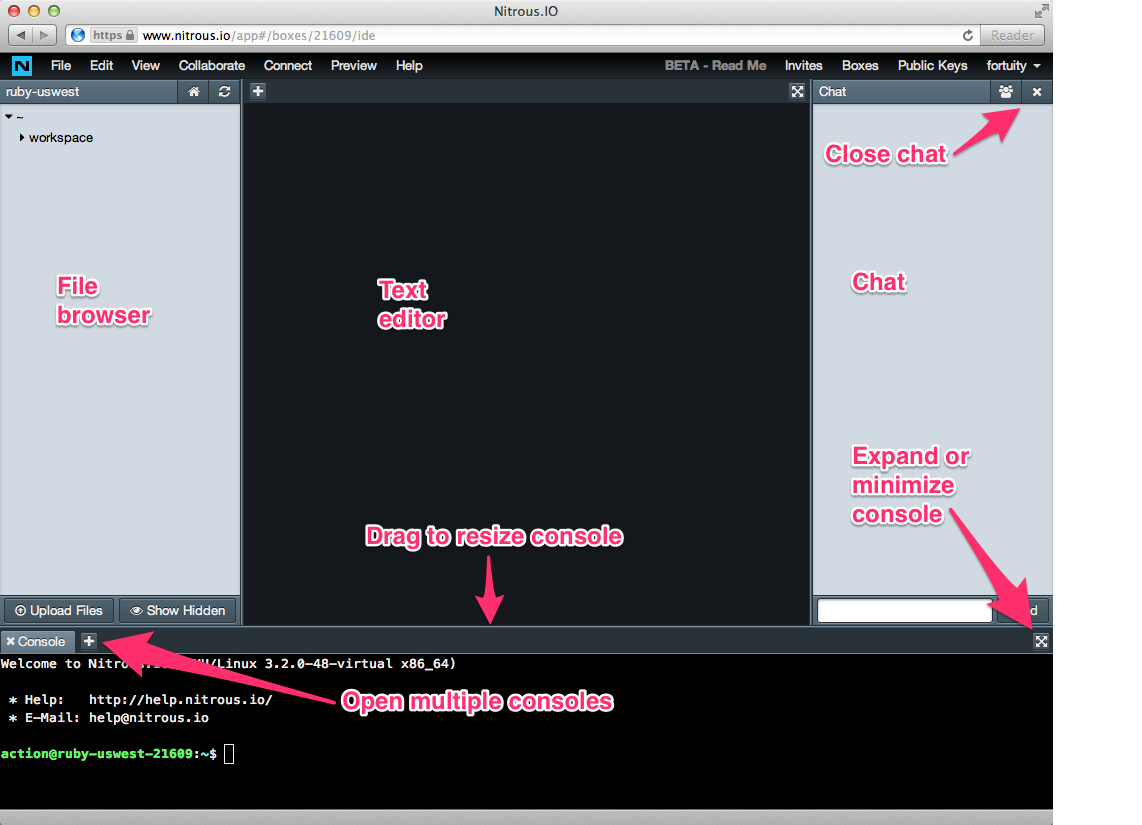 Nitrous.IO
https www.nitrous.io/app#/boxes/21609/ide Reader
N File Edit View Collaborate Connect Preview Help BETA - Read Me Invites Boxes Public Keys fortuity
ruby-uswest Chat
~
workspace
Close chat
File
browser
Text
editor
Chat
Expand or
minimize
console
Drag to resize console
Upload Files Show Hidden
Console
Welcome to Nitrous.IO /Linux 3.2.0-48-virtual x86_64)
* Help: http://help.nitrous.io/
* E-Mail: help@nitrous.io
Open multiple consoles
action@ruby-uswest-21609:~$